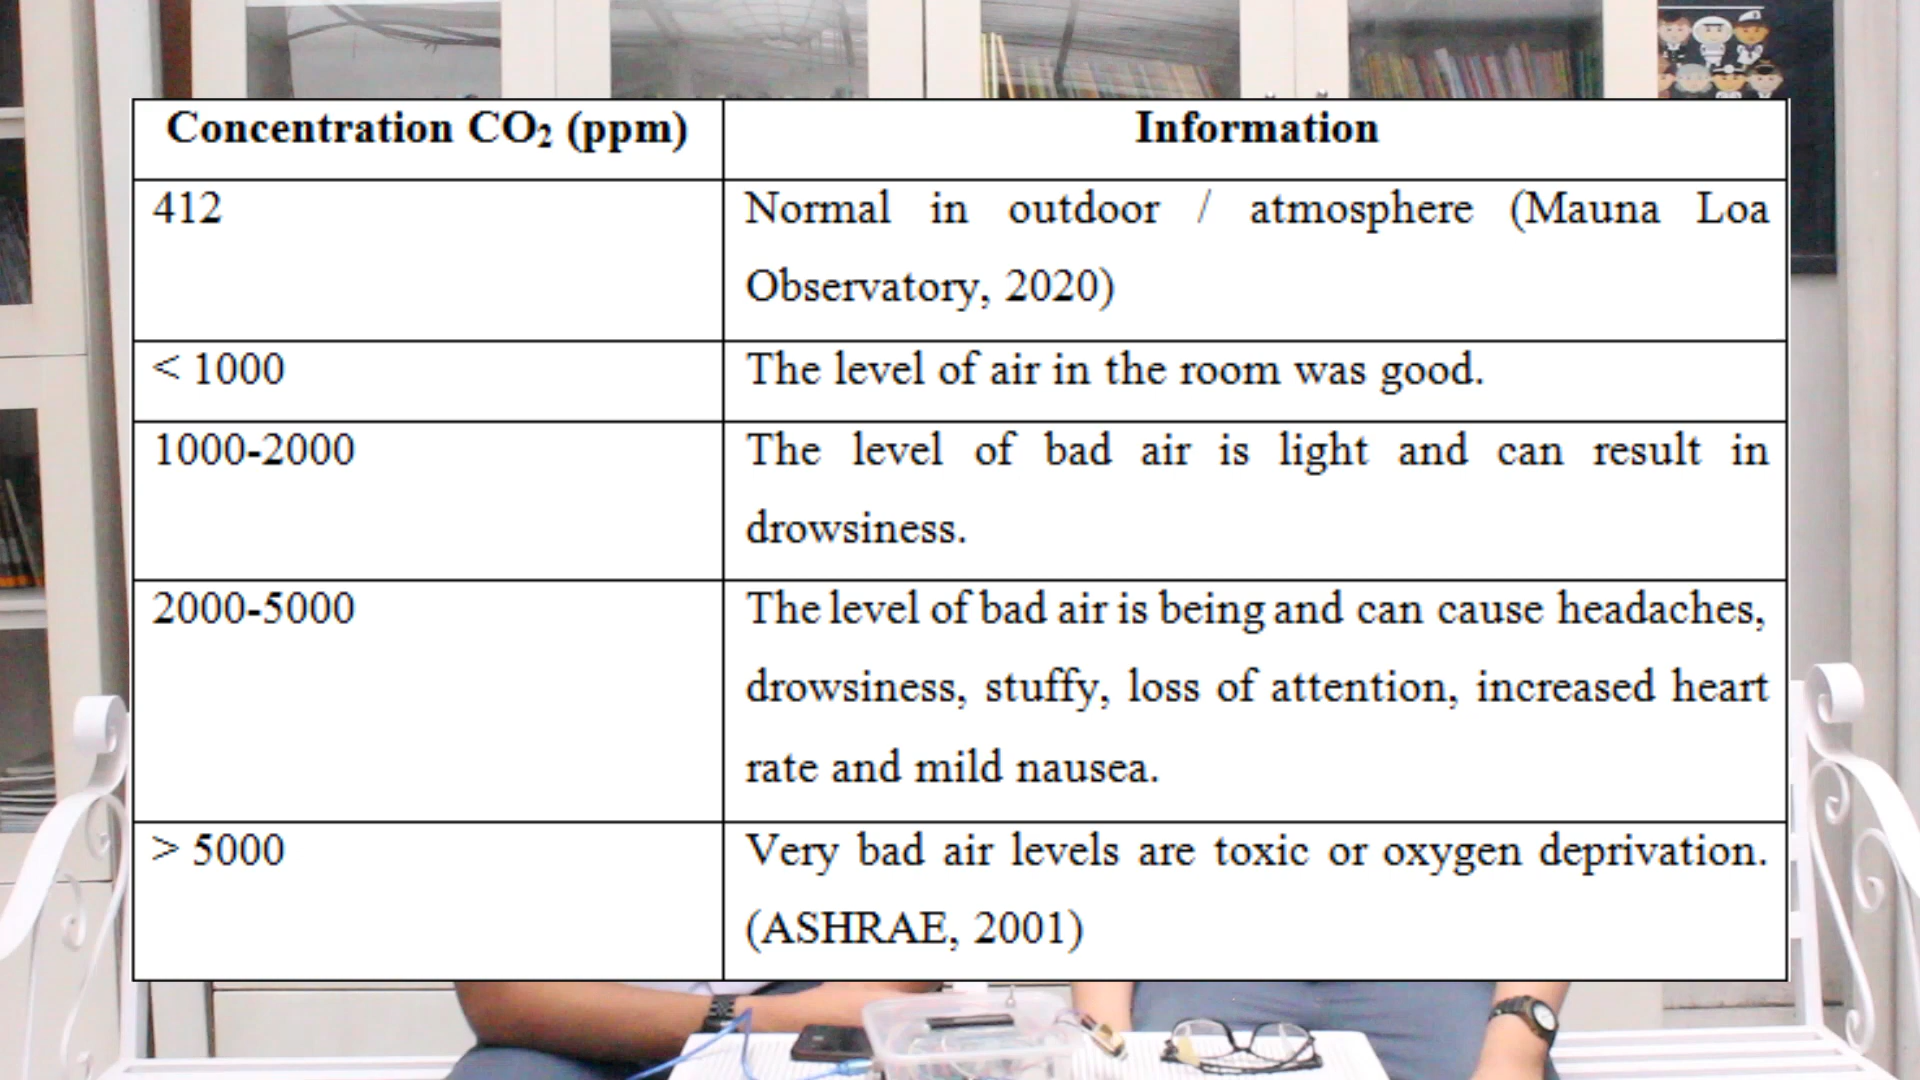 Concentration CO₂ (ppm)
Information
412
Normal in outdoor / atmosphere (Mauna Loa
Observatory, 2020)
< 1000
The level of air in the room was good.
1000-2000
The level of bad air is light and can result in
drowsiness.
2000-5000
The level of bad air is being and can cause headaches,
drowsiness, stuffy, loss of attention, increased heart
rate and mild nausea.
> 5000
Very bad air levels are toxic or oxygen deprivation.
(ASHRAE, 2001)